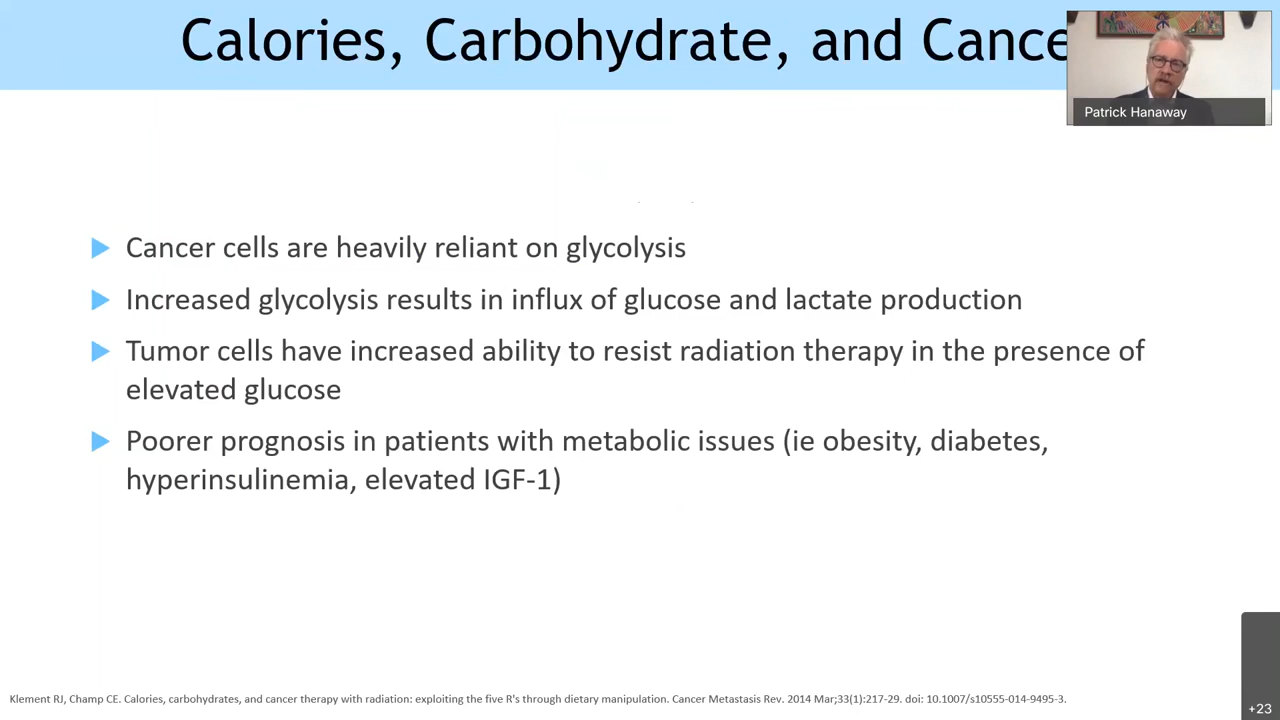 Calories, Carbohydrate, and Cance
Patrick Hanaway
Cancer cells are heavily reliant on glycolysis
Increased glycolysis results in influx of glucose and lactate production
Tumor cells have increased ability to resist radiation therapy in the presence of
elevated glucose
Poorer prognosis in patients with metabolic issues (ie obesity, diabetes,
hyperinsulinemia, elevated IGF-1)
Klement RJ, Champ CE. Calories, carbohydrates, and cancer therapy with radiation: exploiting the five R's through dietary manipulation. Cancer Metastasis Rev. 2014 Mar;33(1):217-29. doi: 10.1007/s10555-014-9495-3.
+23